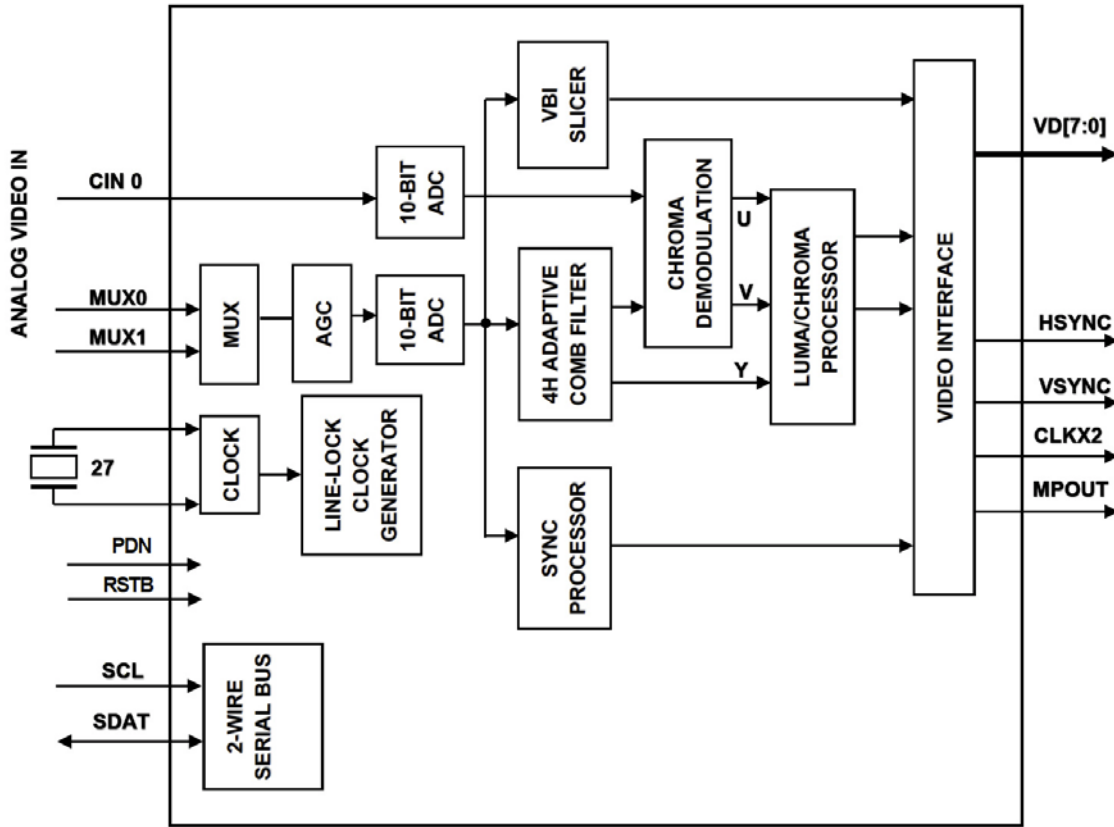 ANALOG VIDEO IN
CIN 0
MUX0
MUX1
27
PDN
RSTB
SCL
SDAT
MUX
AGC
10-BIT
ADC
10-BIT
ADC
CLOCK
LINE-LOCK
CLOCK
GENERATOR
2-WIRE
SERIAL BUS
VBI
SLICER
4H ADAPTIVE
COMB FILTER
SYNC
PROCESSOR
CHROMA
DEMODULATION
U
V
Y
LUMA/CHROMA
PROCESSOR
VIDEO INTERFACE
VD[7:0]
HSYNC
VSYNC
CLKX2
MPOUT